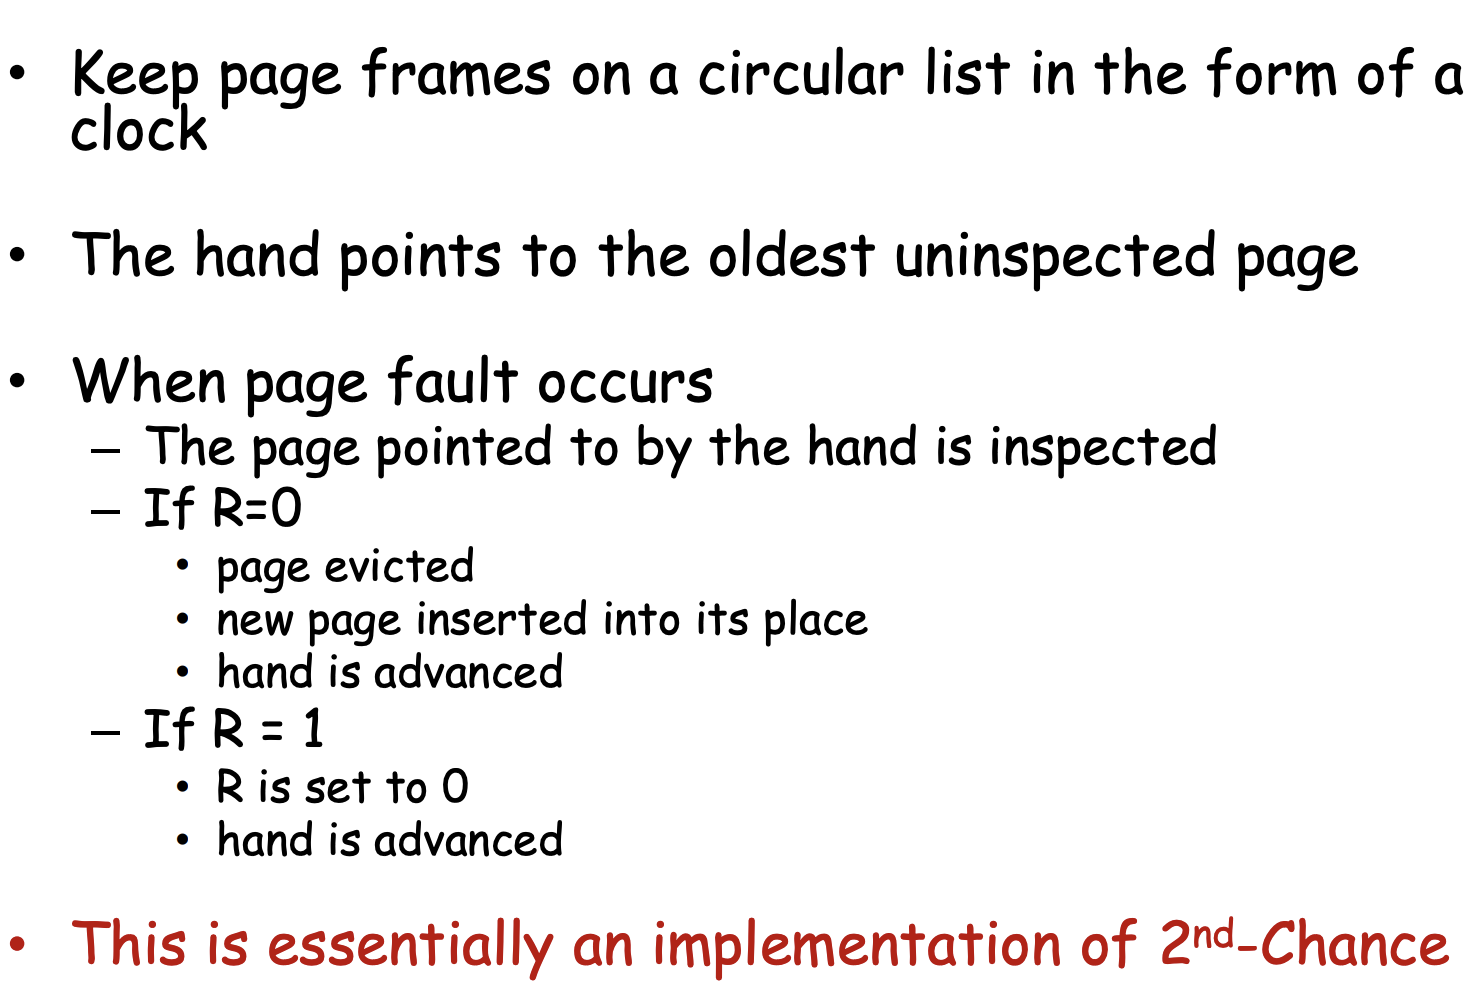 • Keep page frames on a circular list in the form of a
clock
• The hand points to the oldest uninspected page
• When page fault occurs
– The page pointed to by the hand is inspected
– If R=0
• page evicted
• new page inserted into its place
• hand is advanced
– If R = 1
• R is set to 0
• hand is advanced
• This is essentially an implementation of 2nd-Chance